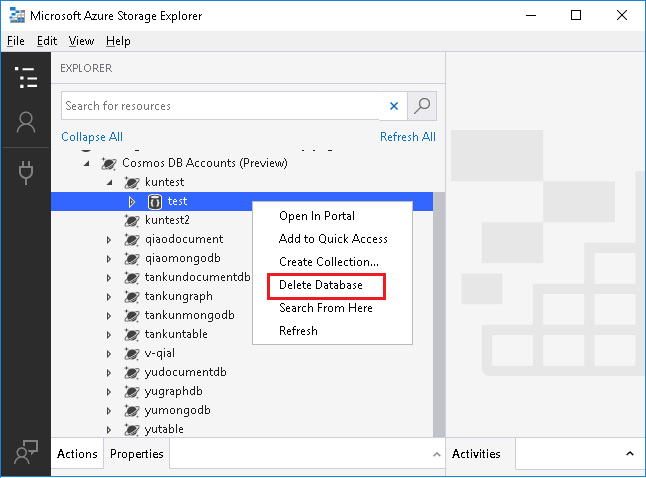 Microsoft Azure Storage Explorer
File Edit View Help
EXPLORER
Search for resources
Collapse All Refresh All
Cosmos DB Accounts (Preview)
kuntest
test
kuntest2
qiaodocument
qiaomongodb
tankundocumentdb
tankungraph
tankunmongodb
tankuntable
v-qial
yudocumentdb
yugraphdb
yumongodb
yutable
Open In Portal
Add to Quick Access
Create Collection...
Delete Database
Search From Here
Refresh
Actions Properties Activities